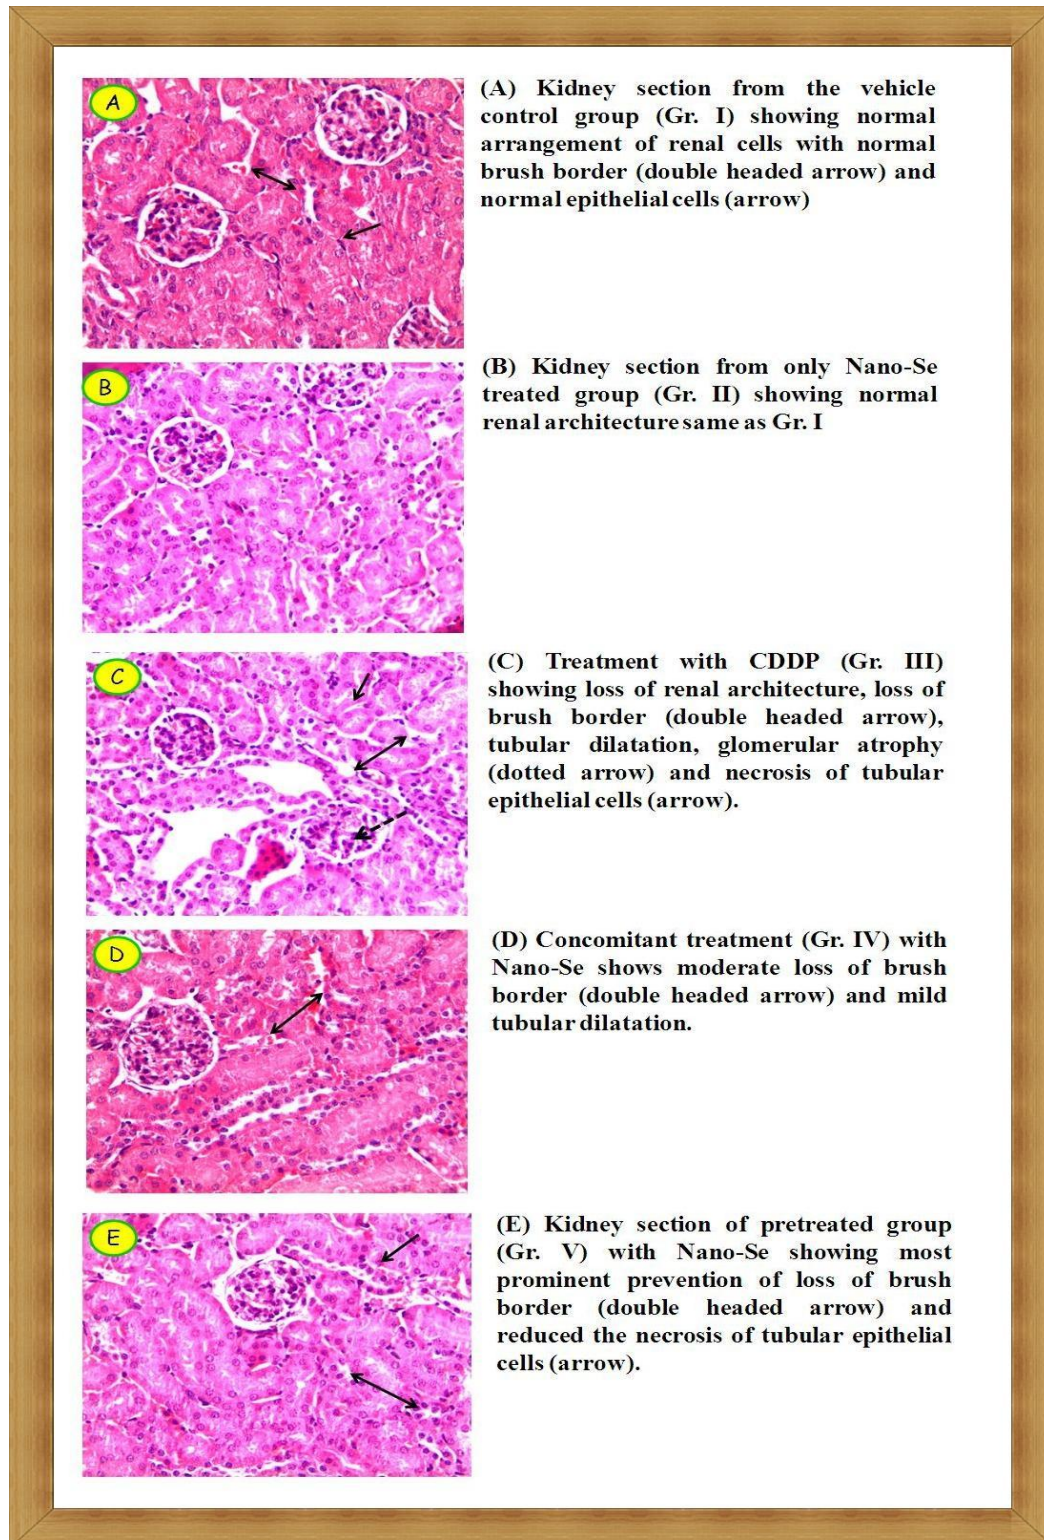 A
(A) Kidney section from the vehicle
control group (Gr. I) showing normal
arrangement of renal cells with normal
brush border (double headed arrow) and
normal epithelial cells (arrow)
B
(B) Kidney section from only Nano-Se
treated group (Gr. II) showing normal
renal architecture same as Gr. I
C
(C) Treatment with CDDP (Gr. III)
showing loss of renal architecture, loss of
brush border (double headed arrow),
tubular dilatation, glomerular atrophy
(dotted arrow) and necrosis of tubular
epithelial cells (arrow).
D
(D) Concomitant treatment (Gr. IV) with
Nano-Se shows moderate loss of brush
border (double headed arrow) and mild
tubular dilatation.
E
(E) Kidney section of pretreated group
(Gr. V) with Nano-Se showing most
prominent prevention of loss of brush
border (double headed arrow) and
reduced the necrosis of tubular epithelial
cells (arrow).